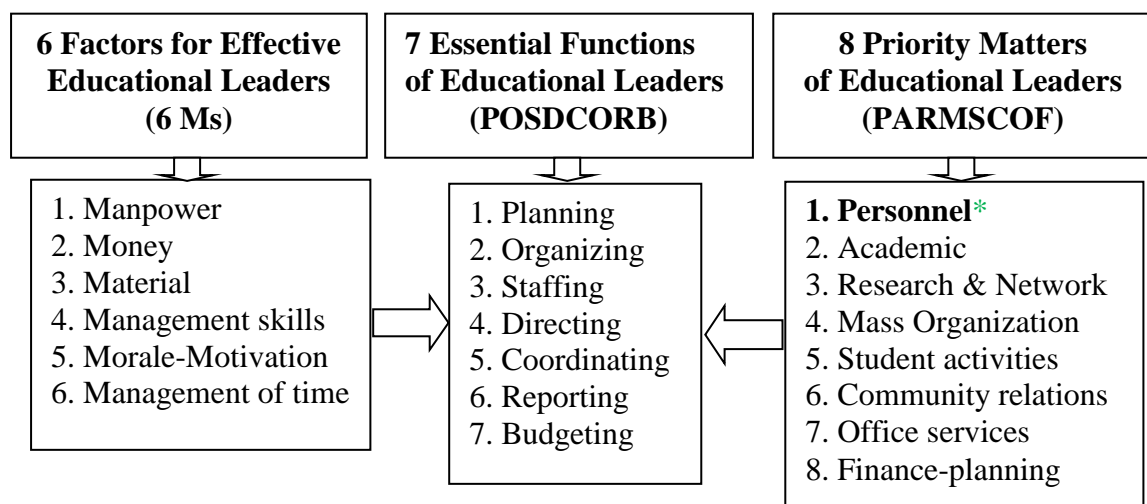 6 Factors for Effective
Educational Leaders
(6 Ms)
1. Manpower
2. Money
3. Material
4. Management skills
5. Morale-Motivation
6. Management of time
7 Essential Functions
of Educational Leaders
(POSDCORB)
1. Planning
2. Organizing
3. Staffing
4. Directing
5. Coordinating
6. Reporting
7. Budgeting
8 Priority Matters
of Educational Leaders
(PARMSCOF)
1. Personnel*
2. Academic
3. Research & Network
4. Mass Organization
5. Student activities
6. Community relations
7. Office services
8. Finance-planning